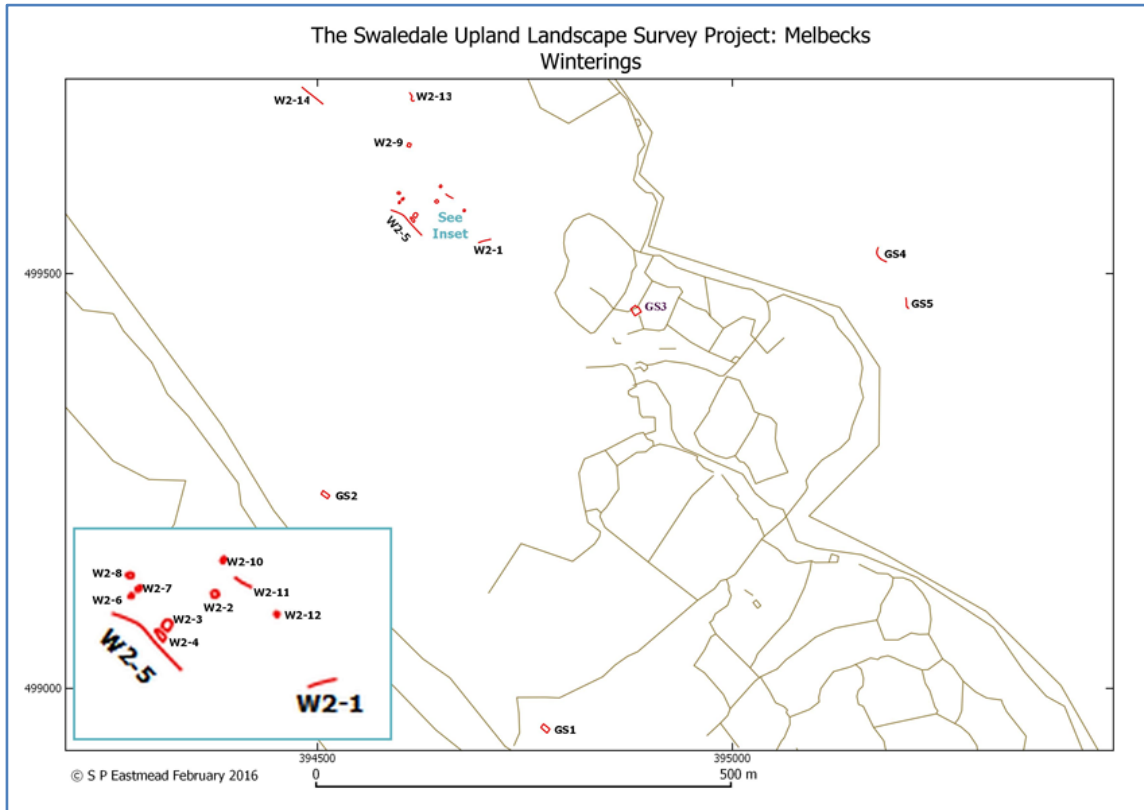 The Swaledale Upland Landscape Survey Project: Melbecks
Winterings
W2-14
W2-13
W2-9
W2-5
See
Inset
W2-1
499500
GS4
GS5
GS3
GS2
W2-10
W2-8
W2-7
W2-11
W2-6
W2-2
W2-12
W2-3
W2-4
W2-5
W2-1
499000
GS1
394500
395000
© S P Eastmead February 2016
0
500 m